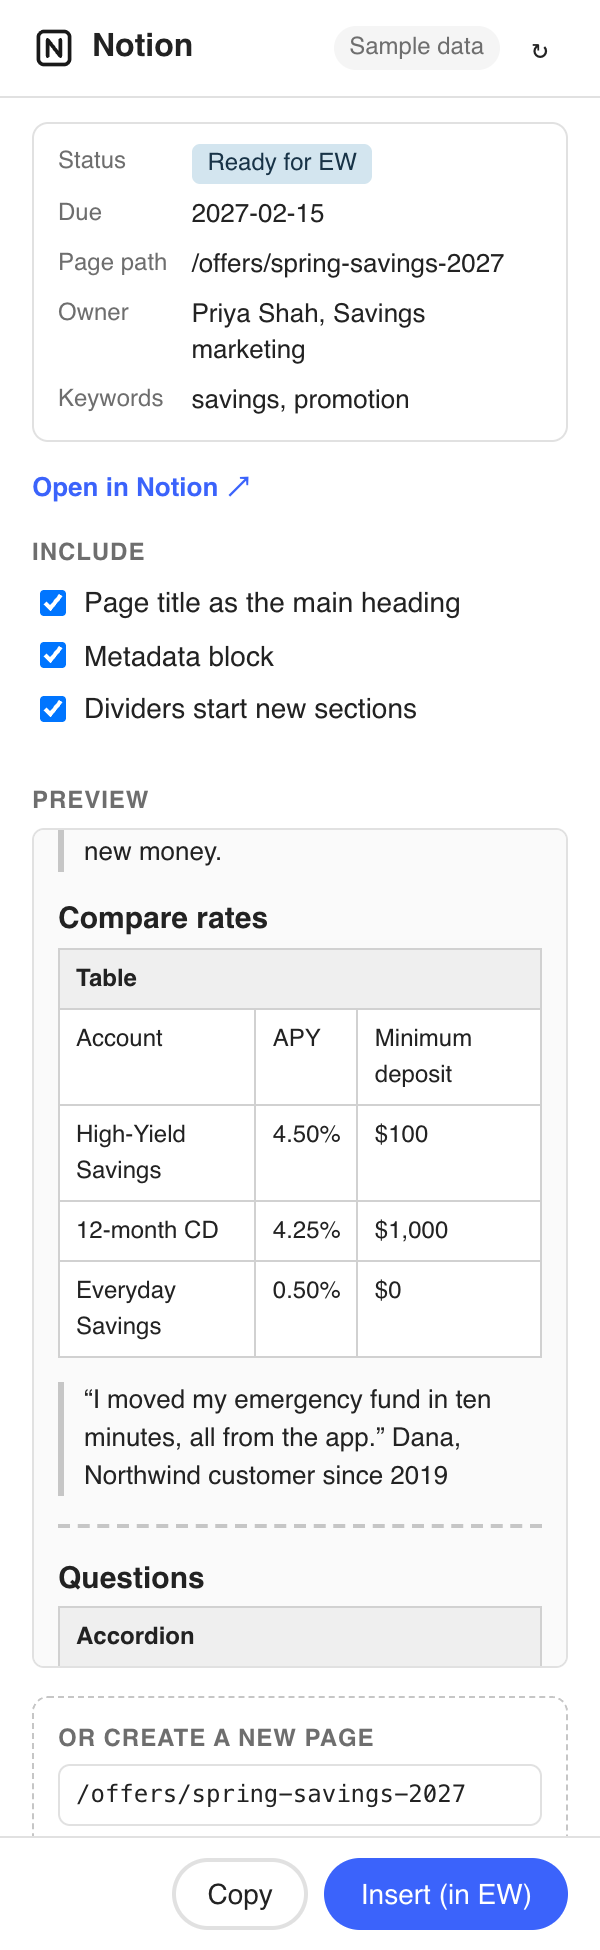 Notion
Sample data
Status
Ready for EW
Due
2027-02-15
Page path
/offers/spring-savings-2027
Owner
Priya Shah, Savings
marketing
Keywords
savings, promotion
Open in Notion ↗
INCLUDE
Page title as the main heading
Metadata block
Dividers start new sections
PREVIEW
new money.
Compare rates
Table
Account
APY
Minimum
deposit
High-Yield
Savings
4.50%
$100
12-month CD
4.25%
$1,000
Everyday
Savings
0.50%
$0
“I moved my emergency fund in ten
minutes, all from the app.” Dana,
Northwind customer since 2019
Questions
Accordion
OR CREATE A NEW PAGE
/offers/spring-savings-2027
Copy
Insert (in EW)